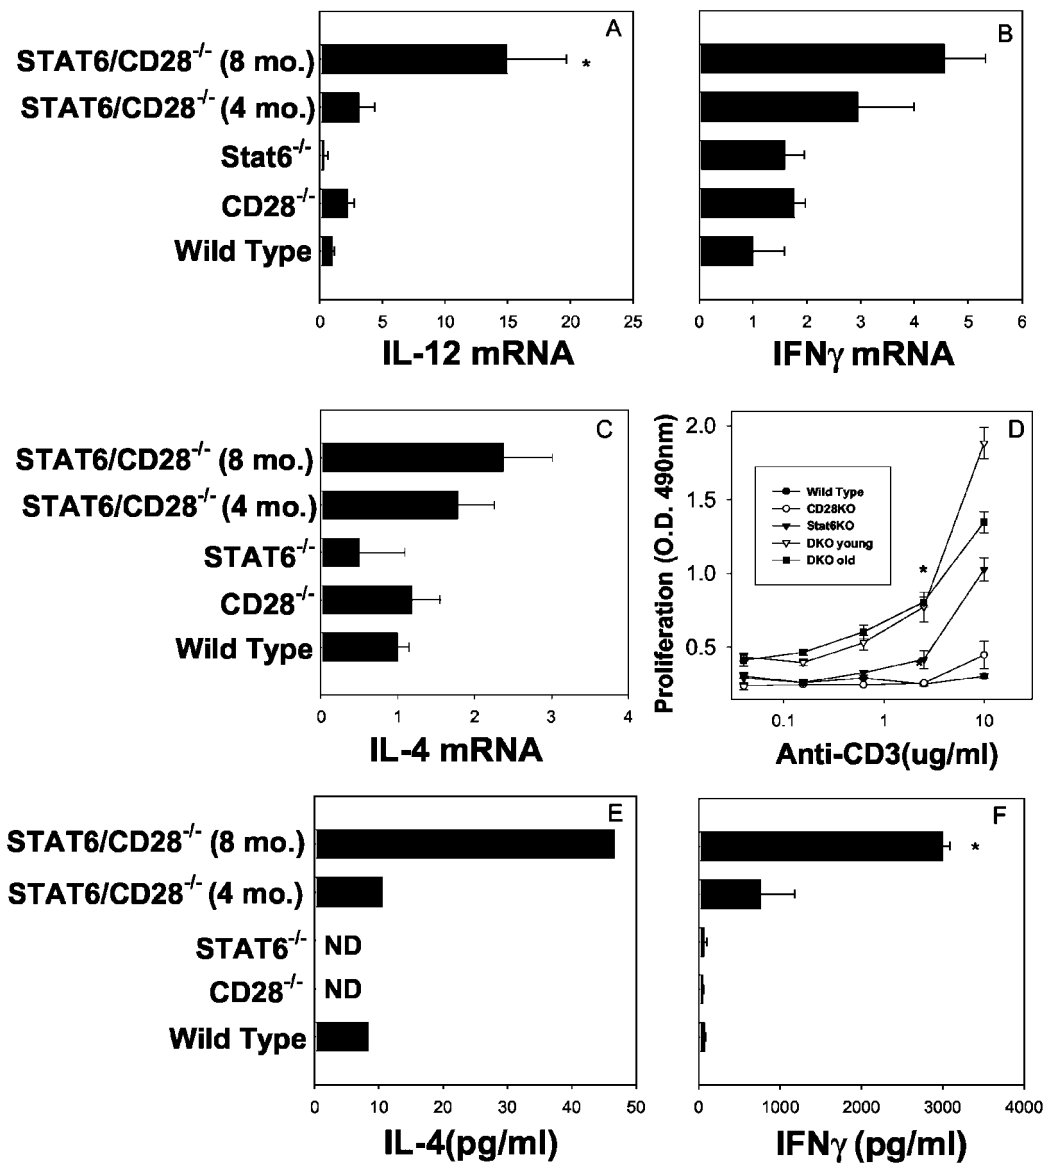 A
STAT6/CD28-/- (8 mo.)
*
STAT6/CD28-/- (4 mo.)
Stat6-/-
CD28-/-
Wild Type
0 5 10 15 20 25
IL-12 mRNA
B
0 1 2 3 4 5 6
IFNγ mRNA
C
STAT6/CD28-/- (8 mo.)
STAT6/CD28-/- (4 mo.)
STAT6-/-
CD28-/-
Wild Type
0 1 2 3 4
IL-4 mRNA
D
Proliferation (O.D. 490nm)
2.0
1.5
1.0
0.5
Wild Type
CD28KO
Stat6KO
DKO young
DKO old
*
*
0.1 1 10
Anti-CD3(ug/ml)
E
STAT6/CD28-/- (8 mo.)
STAT6/CD28-/- (4 mo.)
STAT6-/- ND
CD28-/- ND
Wild Type
0 10 20 30 40 50
IL-4(pg/ml)
F
*
0 1000 2000 3000 4000
IFNγ (pg/ml)